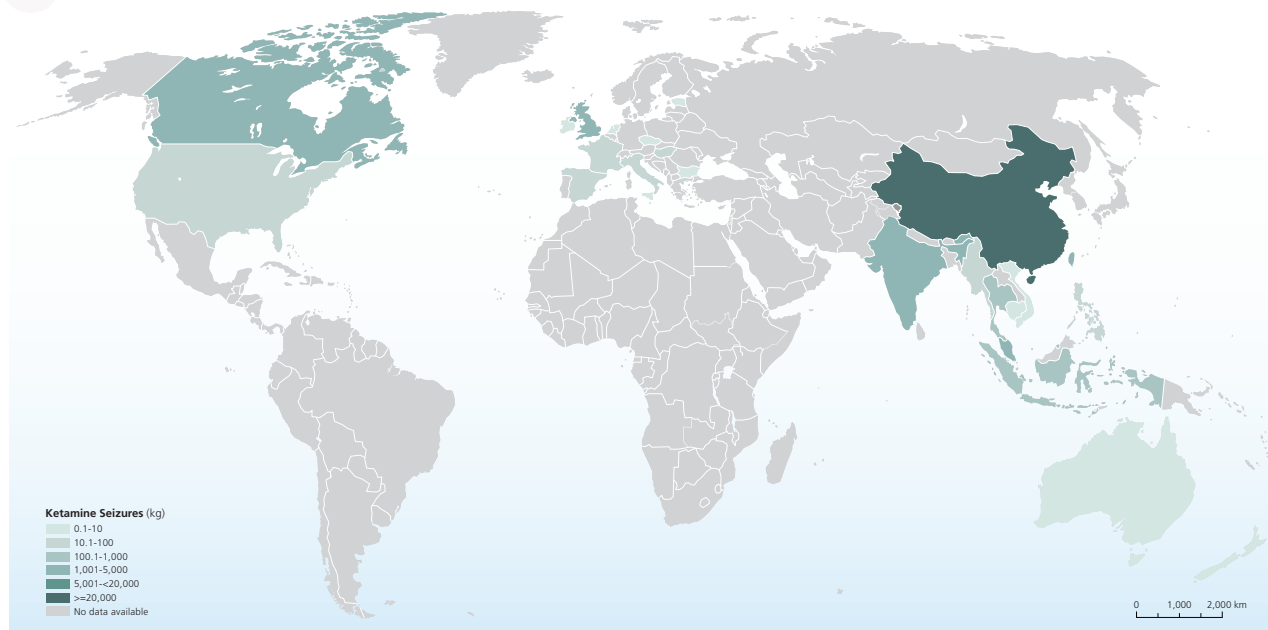 Ketamine Seizures (kg)
0.1-10
10.1-100
100.1-1,000
1,001-5,000
5,001-<20,000
>=20,000
No data available
0 1,000 2,000 km